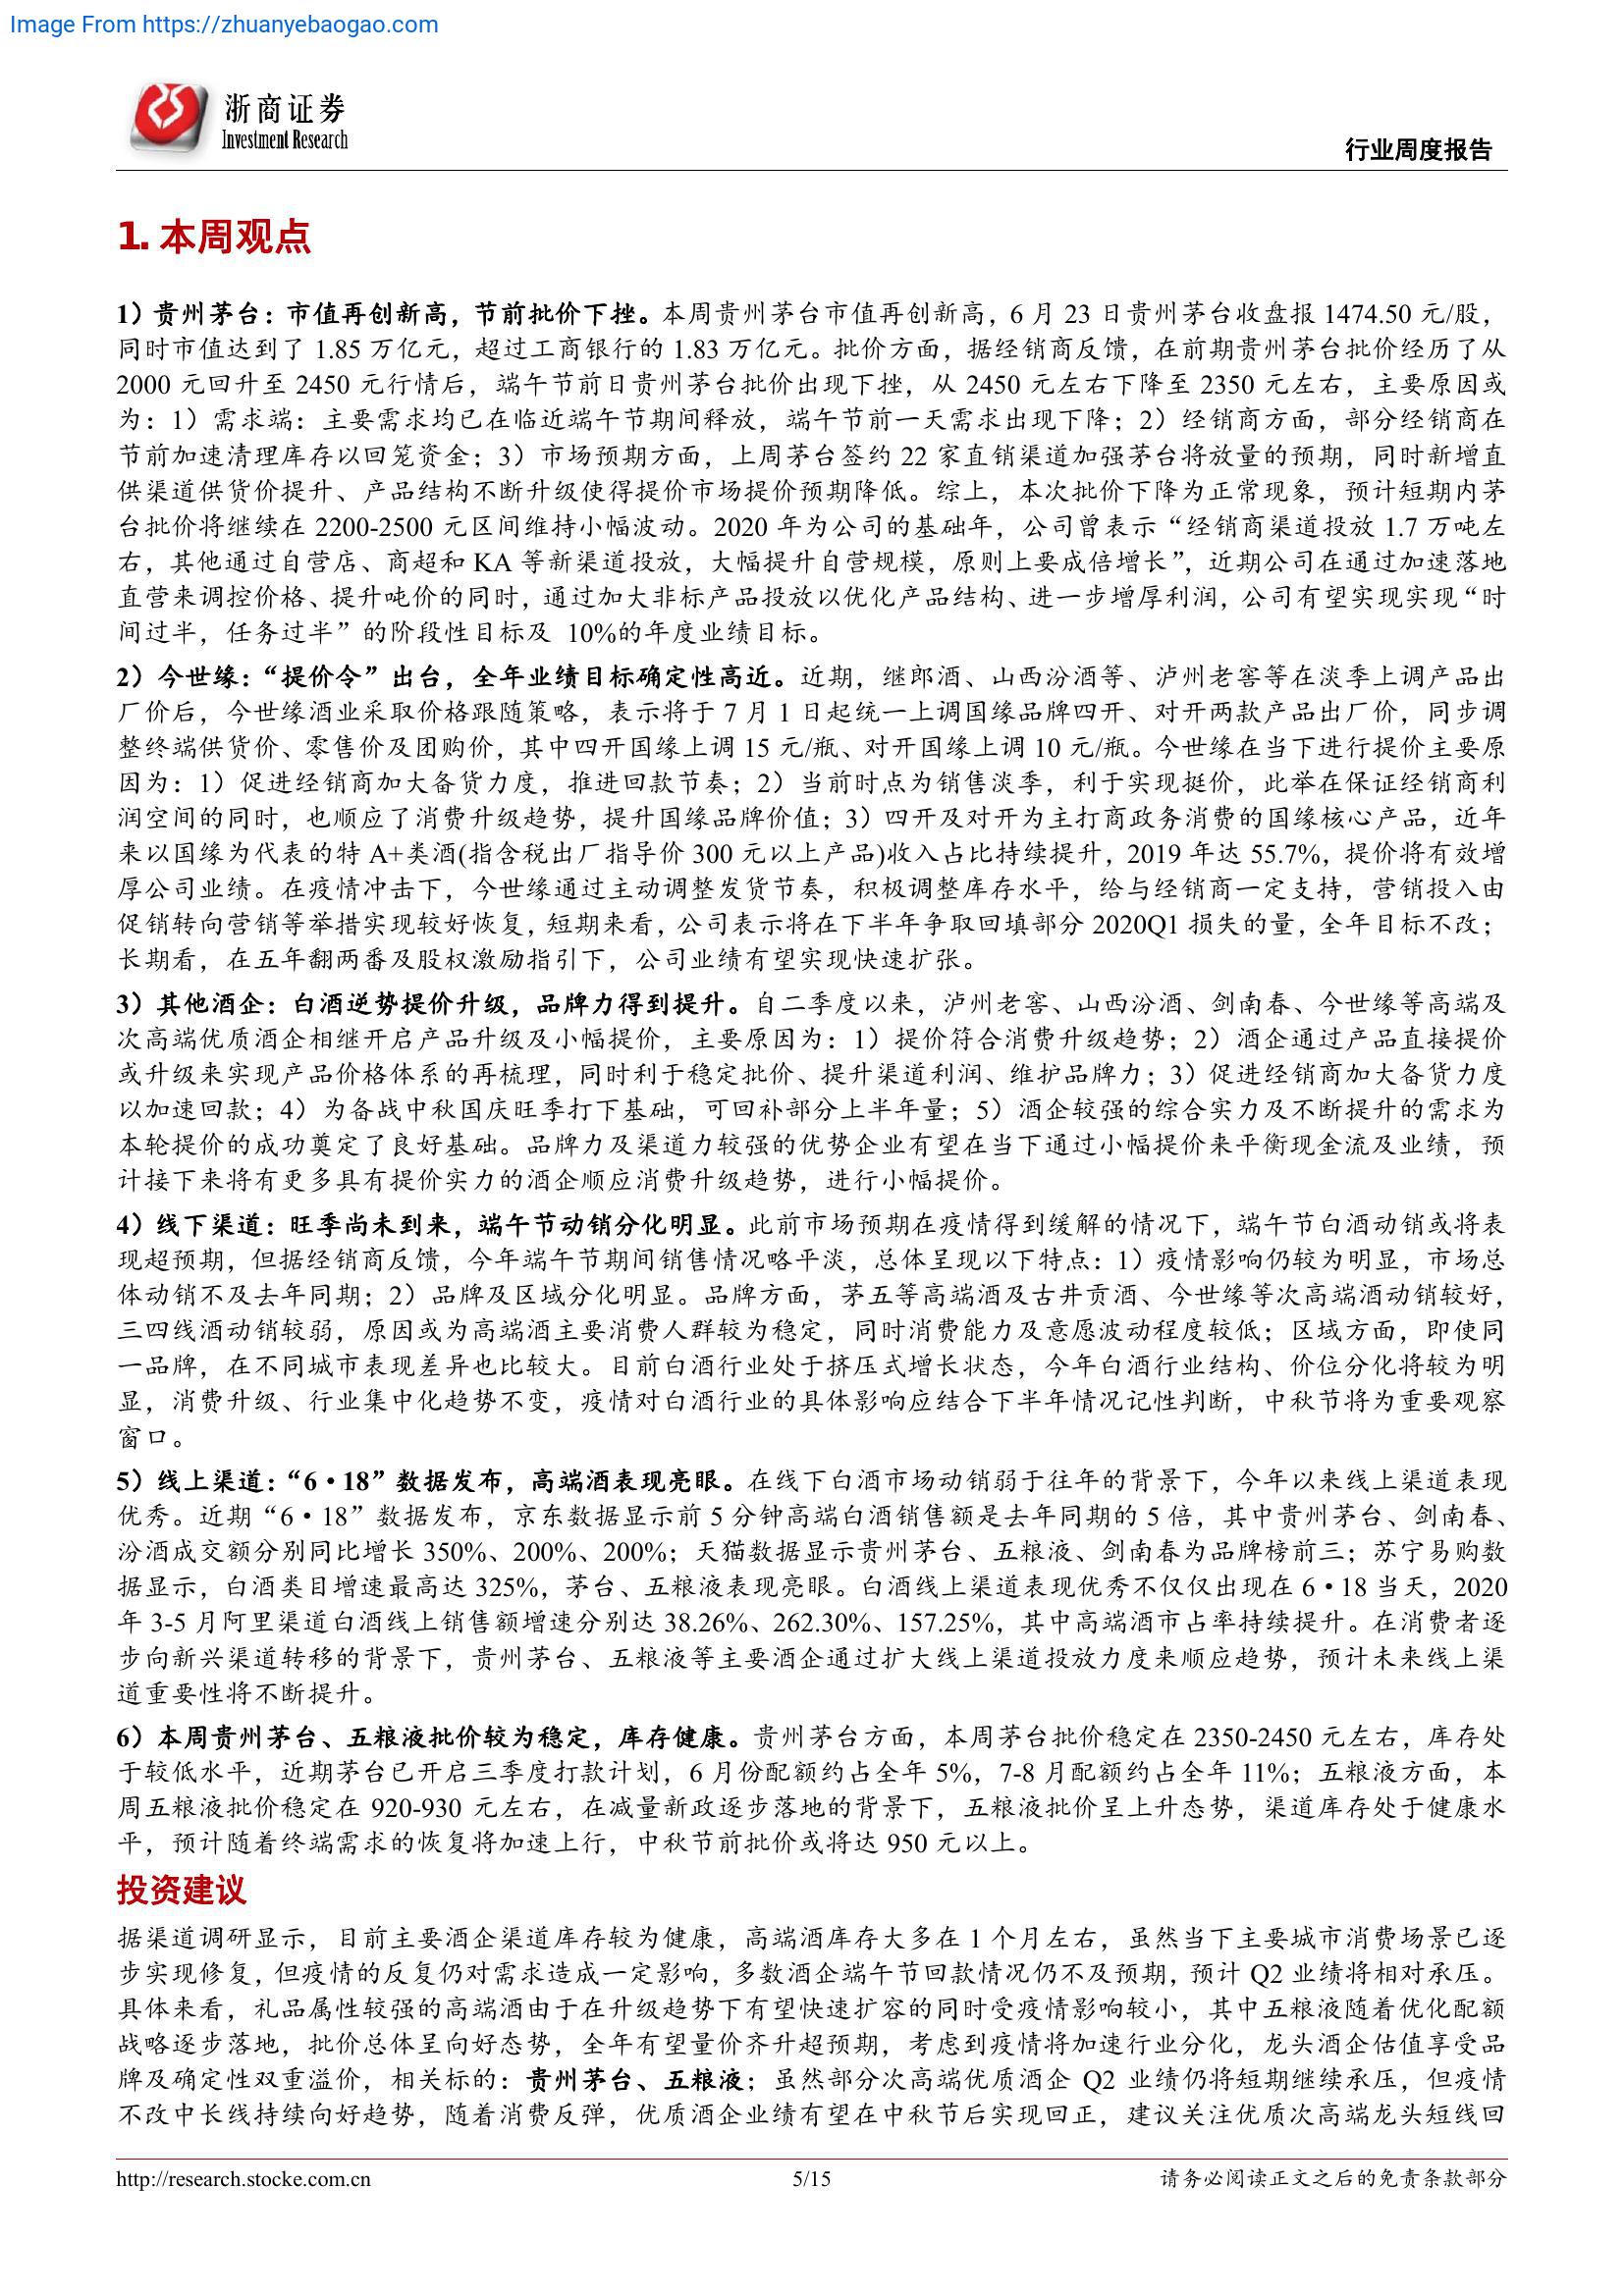 Image From https://zhuanyebaogao.com
浙商证券
Investment Research
行业周度报告
1. 本周观点
1）贵州茅台：市值再创新高，节前批价下挫。本周贵州茅台市值再创新高，6 月 23 日贵州茅台收盘报 1474.50 元/股，
同时市值达到了 1.85 万亿元，超过工商银行的 1.83 万亿元。批价方面，据经销商反馈，在前期贵州茅台批价经历了从
2000 元回升至 2450 元行情后，端午节前日贵州茅台批价出现下挫，从 2450 元左右下降至 2350 元左右，主要原因或
为：1）需求端：主要需求均已在临近端午节期间释放，端午节前一天需求出现下降；2）经销商方面，部分经销商在
节前加速清理库存以回笼资金；3）市场预期方面，上周茅台签约 22 家直销渠道加强茅台将放量的预期，同时新增直
供渠道供货价提升、产品结构不断升级使得提价市场提价预期降低。综上，本次批价下降为正常现象，预计短期内茅
台批价将继续在 2200-2500 元区间维持小幅波动。2020 年为公司的基础年，公司曾表示“经销商渠道投放 1.7 万吨左
右，其他通过自营店、商超和 KA 等新渠道投放，大幅提升自营规模，原则上要成倍增长”，近期公司在通过加速落地
直营来调控价格、提升吨价的同时，通过加大非标产品投放以优化产品结构、进一步增厚利润，公司有望实现实现“时
间过半，任务过半”的阶段性目标及 10%的年度业绩目标。
2）今世缘：“提价令”出台，全年业绩目标确定性高近。近期，继郎酒、山西汾酒等、泸州老窖等在淡季上调产品出
厂价后，今世缘酒业采取价格跟随策略，表示将于 7 月 1 日起统一上调国缘品牌四开、对开两款产品出厂价，同步调
整终端供货价、零售价及团购价，其中四开国缘上调 15 元/瓶、对开国缘上调 10 元/瓶。今世缘在当下进行提价主要原
因为：1）促进经销商加大备货力度，推进回款节奏；2）当前时点为销售淡季，利于实现挺价，此举在保证经销商利
润空间的同时，也顺应了消费升级趋势，提升国缘品牌价值；3）四开及对开为主打商政务消费的国缘核心产品，近年
来以国缘为代表的特 A+类酒(指含税出厂指导价 300 元以上产品)收入占比持续提升，2019 年达 55.7%，提价将有效增
厚公司业绩。在疫情冲击下，今世缘通过主动调整发货节奏，积极调整库存水平，给与经销商一定支持，营销投入由
促销转向营销等举措实现较好恢复，短期来看，公司表示将在下半年争取回填部分 2020Q1 损失的量，全年目标不改；
长期看，在五年翻两番及股权激励指引下，公司业绩有望实现快速扩张。
3）其他酒企：白酒逆势提价升级，品牌力得到提升。自二季度以来，泸州老窖、山西汾酒、剑南春、今世缘等高端及
次高端优质酒企相继开启产品升级及小幅提价，主要原因为：1）提价符合消费升级趋势；2）酒企通过产品直接提价
或升级来实现产品价格体系的再梳理，同时利于稳定批价、提升渠道利润、维护品牌力；3）促进经销商加大备货力度
以加速回款；4）为备战中秋国庆旺季打下基础，可回补部分上半年量；5）酒企较强的综合实力及不断提升的需求为
本轮提价的成功奠定了良好基础。品牌力及渠道力较强的优势企业有望在当下通过小幅提价来平衡现金流及业绩，预
计接下来将有更多具有提价实力的酒企顺应消费升级趋势，进行小幅提价。
4）线下渠道：旺季尚未到来，端午节动销分化明显。此前市场预期在疫情得到缓解的情况下，端午节白酒动销或将表
现超预期，但据经销商反馈，今年端午节期间销售情况略平淡，总体呈现以下特点：1）疫情影响仍较为明显，市场总
体动销不及去年同期；2）品牌及区域分化明显。品牌方面，茅五等高端酒及古井贡酒、今世缘等次高端酒动销较好，
三四线酒动销较弱，原因或为高端酒主要消费人群较为稳定，同时消费能力及意愿波动程度较低；区域方面，即使同
一品牌，在不同城市表现差异也比较大。目前白酒行业处于挤压式增长状态，今年白酒行业结构、价位分化将较为明
显，消费升级、行业集中化趋势不变，疫情对白酒行业的具体影响应结合下半年情况记性判断，中秋节将为重要观察
窗口。
5）线上渠道：“6·18”数据发布，高端酒表现亮眼。在线下白酒市场动销弱于往年的背景下，今年以来线上渠道表现
优秀。近期“6·18”数据发布，京东数据显示前 5 分钟高端白酒销售额是去年同期的 5 倍，其中贵州茅台、剑南春、
汾酒成交额分别同比增长 350%、200%、200%；天猫数据显示贵州茅台、五粮液、剑南春为品牌榜前三；苏宁易购数
据显示，白酒类目增速最高达 325%，茅台、五粮液表现亮眼。白酒线上渠道表现优秀不仅仅出现在 6·18 当天，2020
年 3-5 月阿里渠道白酒线上销售额增速分别达 38.26%、262.30%、157.25%，其中高端酒市占率持续提升。在消费者逐
步向新兴渠道转移的背景下，贵州茅台、五粮液等主要酒企通过扩大线上渠道投放力度来顺应趋势，预计未来线上渠
道重要性将不断提升。
6）本周贵州茅台、五粮液批价较为稳定，库存健康。贵州茅台方面，本周茅台批价稳定在 2350-2450 元左右，库存处
于较低水平，近期茅台已开启三季度打款计划，6 月份配额约占全年 5%，7-8 月配额约占全年 11%；五粮液方面，本
周五粮液批价稳定在 920-930 元左右，在减量新政逐步落地的背景下，五粮液批价呈上升态势，渠道库存处于健康水
平，预计随着终端需求的恢复将加速上行，中秋节前批价或将达 950 元以上。
投资建议
据渠道调研显示，目前主要酒企渠道库存较为健康，高端酒库存大多在 1 个月左右，虽然当下主要城市消费场景已逐
步实现修复，但疫情的反复仍对需求造成一定影响，多数酒企端午节回款情况仍不及预期，预计 Q2 业绩将相对承压。
具体来看，礼品属性较强的高端酒由于在升级趋势下有望快速扩容的同时受疫情影响较小，其中五粮液随着优化配额
战略逐步落地，批价总体呈向好态势，全年有望量价齐升超预期，考虑到疫情将加速行业分化，龙头酒企估值享受品
牌及确定性双重溢价，相关标的：贵州茅台、五粮液；虽然部分次高端优质酒企 Q2 业绩仍将短期继续承压，但疫情
不改中长线持续向好趋势，随着消费反弹，优质酒企业绩有望在中秋节后实现回正，建议关注优质次高端龙头短线回
http://research.stocke.com.cn
5/15
请务必阅读正文之后的免责条款部分